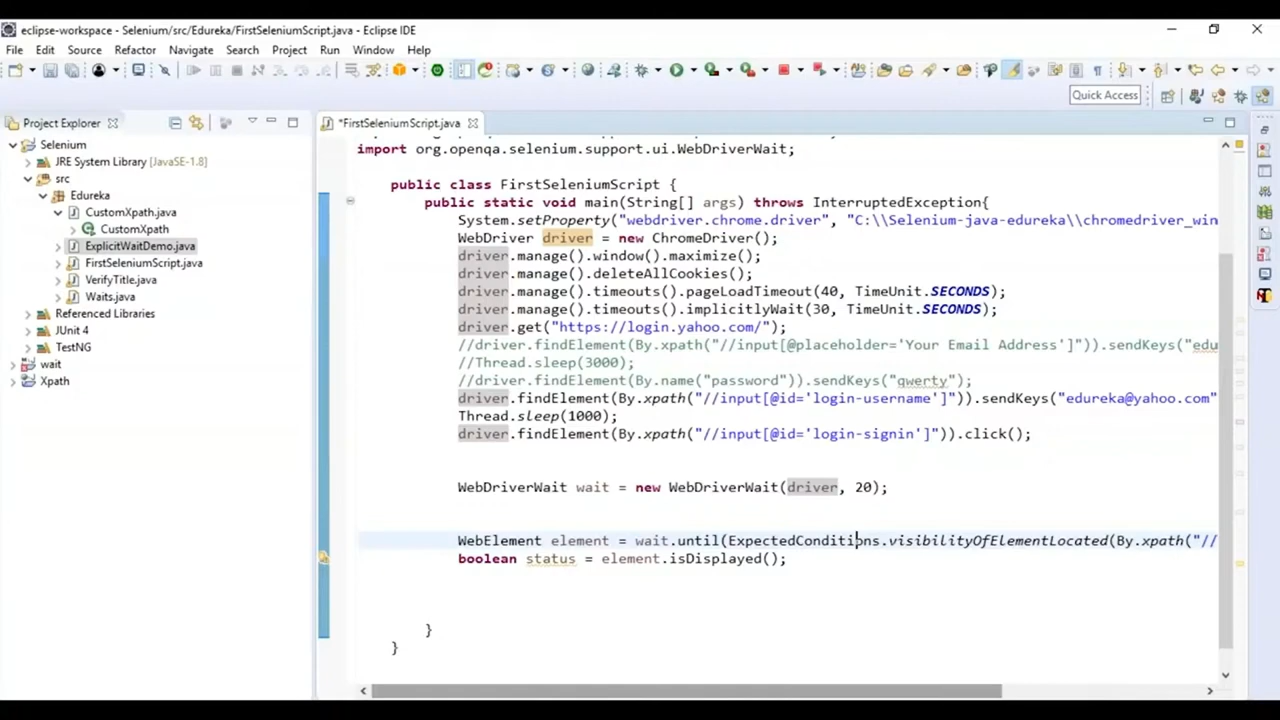 eclipse-workspace - Selenium/src/Edureka/FirstSeleniumScript.java - Eclipse IDE
File Edit Source Refactor Navigate Search Project Run Window Help
Quick Access
Project Explorer
Selenium
JRE System Library [JavaSE-1.8]
src
Edureka
CustomXpath.java
CustomXpath
ExplicitWaitDemo.java
FirstSeleniumScript.java
VerifyTitle.java
Waits.java
Referenced Libraries
JUnit 4
TestNG
wait
Xpath
*FirstSeleniumScript.java
import org.openqa.selenium.support.ui.WebDriverWait;
public class FirstSeleniumScript {
public static void main(String[] args) throws InterruptedException{
System.setProperty("webdriver.chrome.driver", "C:\\Selenium-java-edureka\\chromedriver_win
WebDriver driver = new ChromeDriver();
driver.manage().window().maximize();
driver.manage().deleteAllCookies();
driver.manage().timeouts().pageLoadTimeout(40, TimeUnit.SECONDS);
driver.manage().timeouts().implicitlyWait(30, TimeUnit.SECONDS);
driver.get("https://login.yahoo.com/");
//driver.findElement(By.xpath("//input[@placeholder='Your Email Address']")).sendKeys("edu
//Thread.sleep(3000);
//driver.findElement(By.name("password")).sendKeys("qwerty");
driver.findElement(By.xpath("//input[@id='login-username']")).sendKeys("edureka@yahoo.com"
Thread.sleep(1000);
driver.findElement(By.xpath("//input[@id='login-signin']")).click();
WebDriverWait wait = new WebDriverWait(driver, 20);
WebElement element = wait.until(ExpectedConditions.visibilityOfElementLocated(By.xpath("//
boolean status = element.isDisplayed();
}
}